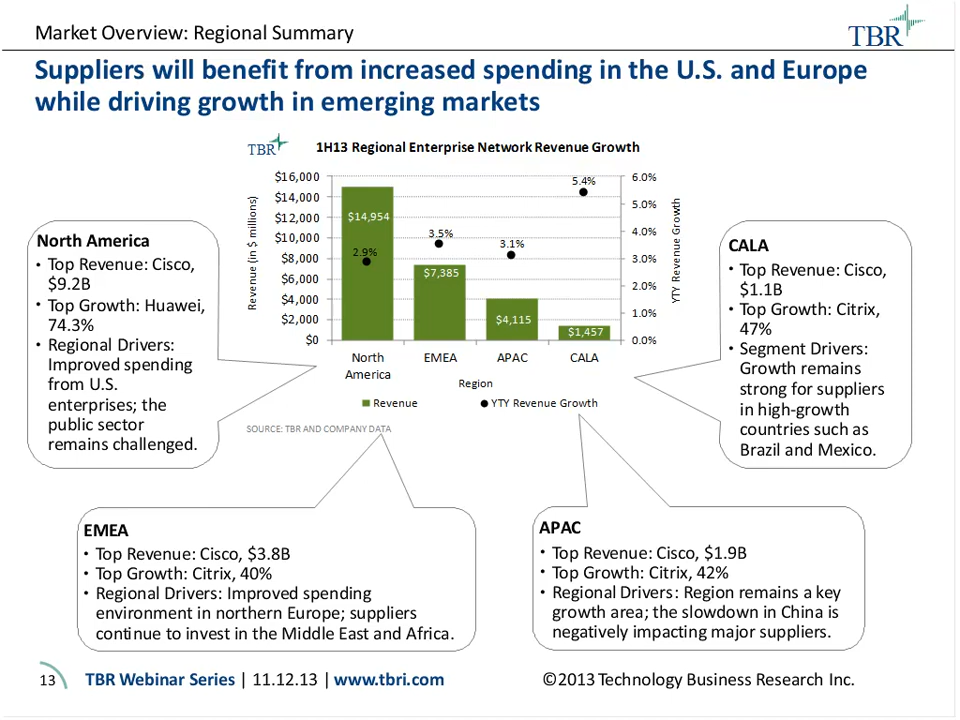 Market Overview: Regional Summary
TBR
Suppliers will benefit from increased spending in the U.S. and Europe
while driving growth in emerging markets
TBR
1H13 Regional Enterprise Network Revenue Growth
Revenue (in $ millions)
$16,000
$14,000
$12,000
$10,000
$8,000
$6,000
$4,000
$2,000
$0
$14,954
2.9%
3.5%
$7,385
3.1%
$4,115
5.4%
$1,457
6.0%
5.0%
4.0%
3.0%
2.0%
1.0%
0.0%
YTY Revenue Growth
North
America
EMEA
APAC
CALA
Region
Revenue
YTY Revenue Growth
SOURCE: TBR AND COMPANY DATA
North America
• Top Revenue: Cisco,
$9.2B
• Top Growth: Huawei,
74.3%
• Regional Drivers:
Improved spending
from U.S.
enterprises; the
public sector
remains challenged.
CALA
• Top Revenue: Cisco,
$1.1B
• Top Growth: Citrix,
47%
• Segment Drivers:
Growth remains
strong for suppliers
in high-growth
countries such as
Brazil and Mexico.
EMEA
• Top Revenue: Cisco, $3.8B
• Top Growth: Citrix, 40%
• Regional Drivers: Improved spending
environment in northern Europe; suppliers
continue to invest in the Middle East and Africa.
APAC
• Top Revenue: Cisco, $1.9B
• Top Growth: Citrix, 42%
• Regional Drivers: Region remains a key
growth area; the slowdown in China is
negatively impacting major suppliers.
13
TBR Webinar Series | 11.12.13 | www.tbri.com
©2013 Technology Business Research Inc.